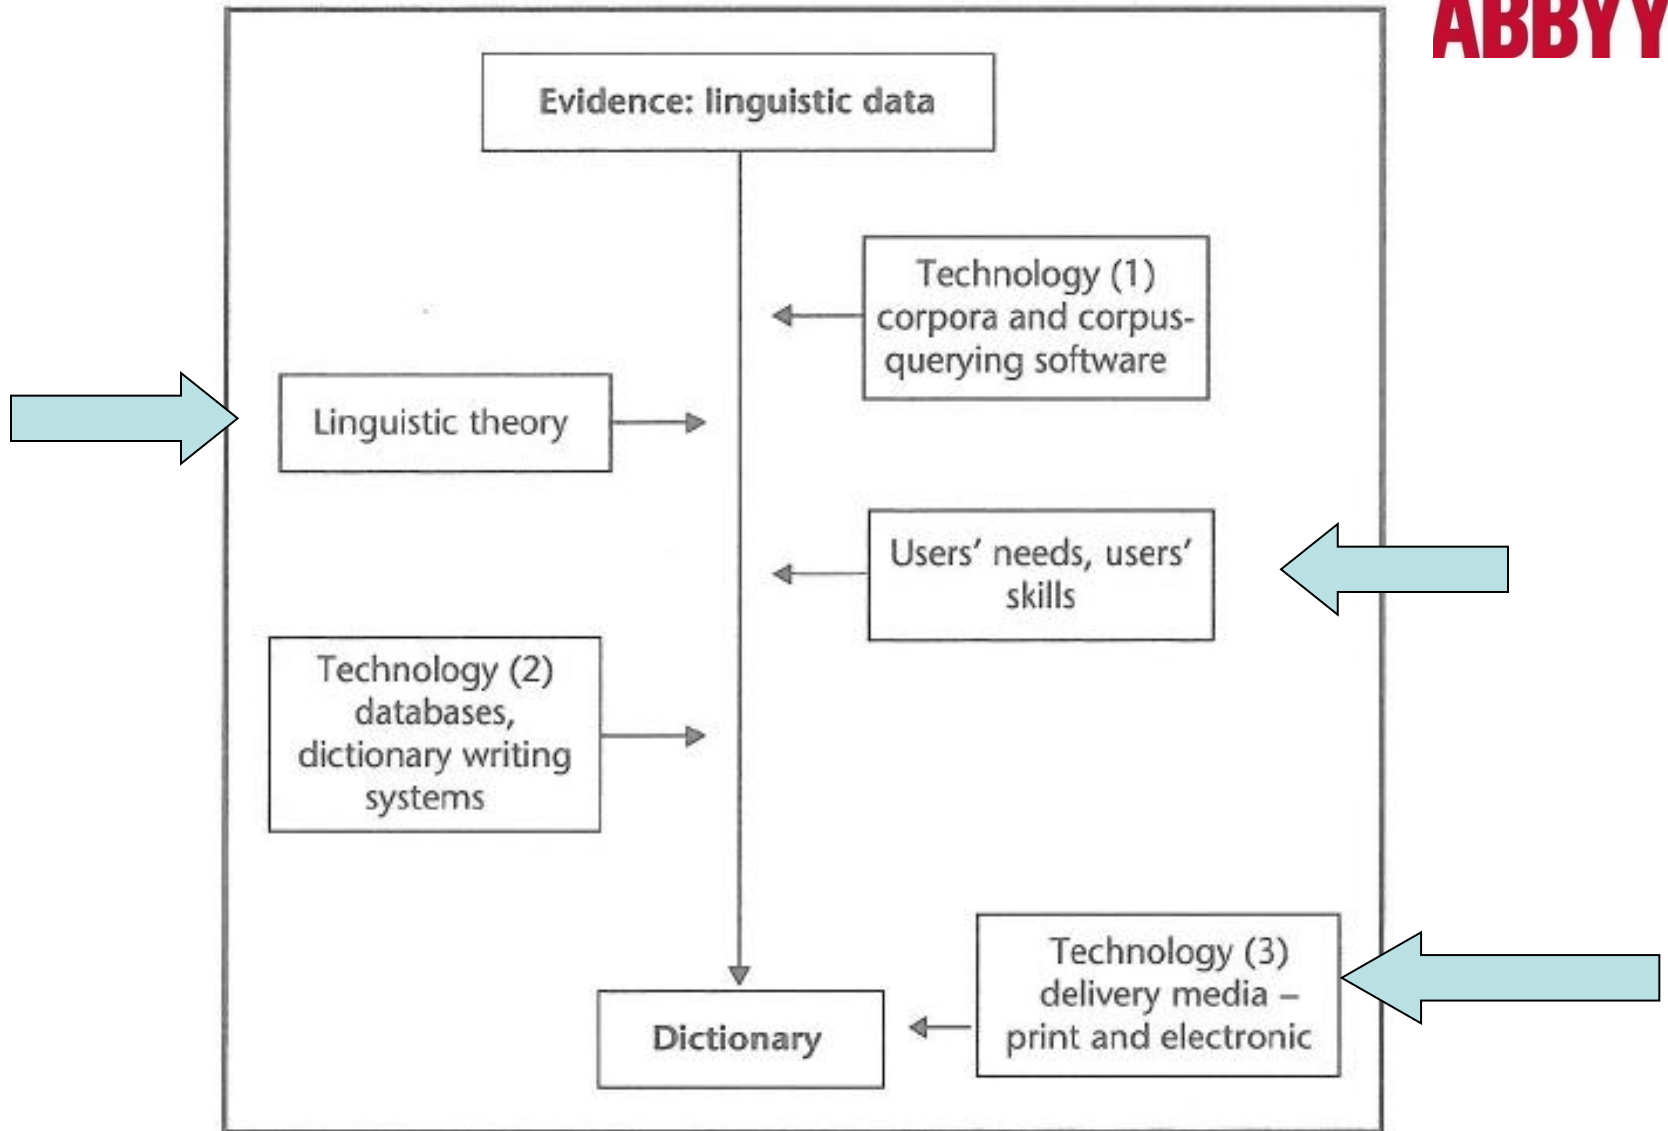 ABBYY
Evidence: linguistic data
Technology (1)
corpora and corpus-
querying software
Linguistic theory
Users' needs, users'
skills
Technology (2)
databases,
dictionary writing
systems
Technology (3)
delivery media –
print and electronic
Dictionary